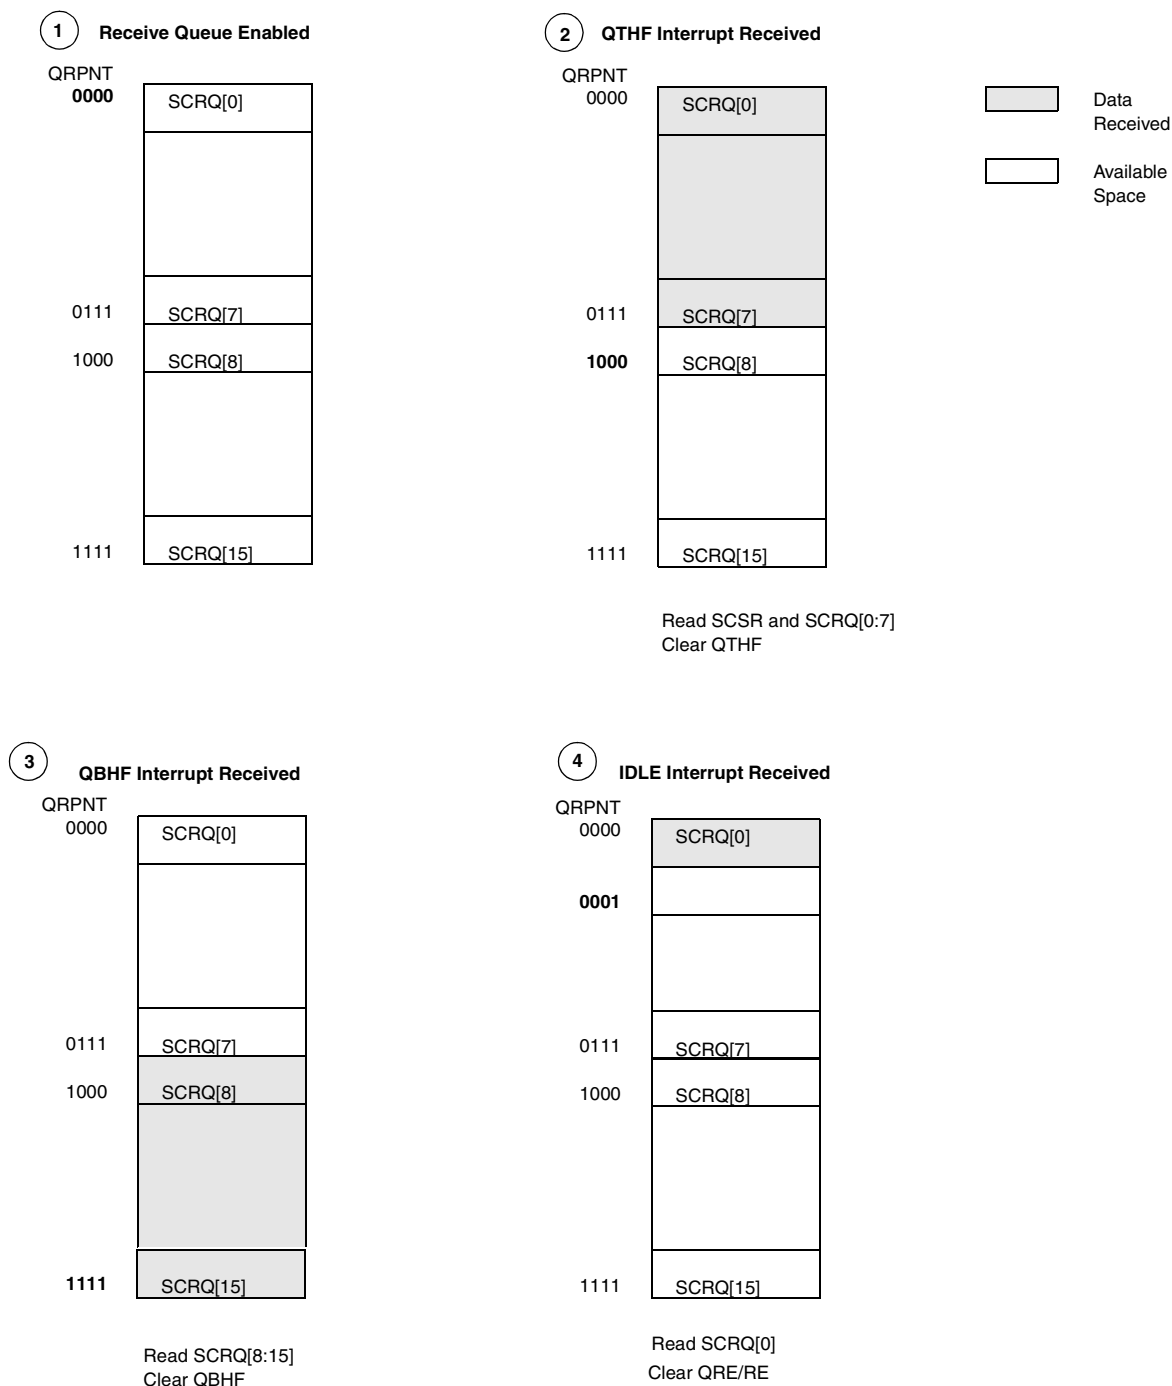 1 Receive Queue Enabled
QRPNT
0000 SCRQ[0]
0111 SCRQ[7]
1000 SCRQ[8]
1111 SCRQ[15]
2 QTHF Interrupt Received
QRPNT
0000 SCRQ[0]
0111 SCRQ[7]
1000 SCRQ[8]
1111 SCRQ[15]
Read SCSR and SCRQ[0:7]
Clear QTHF
Data
Received
Available
Space
3 QBHF Interrupt Received
QRPNT
0000 SCRQ[0]
0111 SCRQ[7]
1000 SCRQ[8]
1111 SCRQ[15]
Read SCRQ[8:15]
Clear QBHF
4 IDLE Interrupt Received
QRPNT
0000 SCRQ[0]
0001
0111 SCRQ[7]
1000 SCRQ[8]
1111 SCRQ[15]
Read SCRQ[0]
Clear QRE/RE